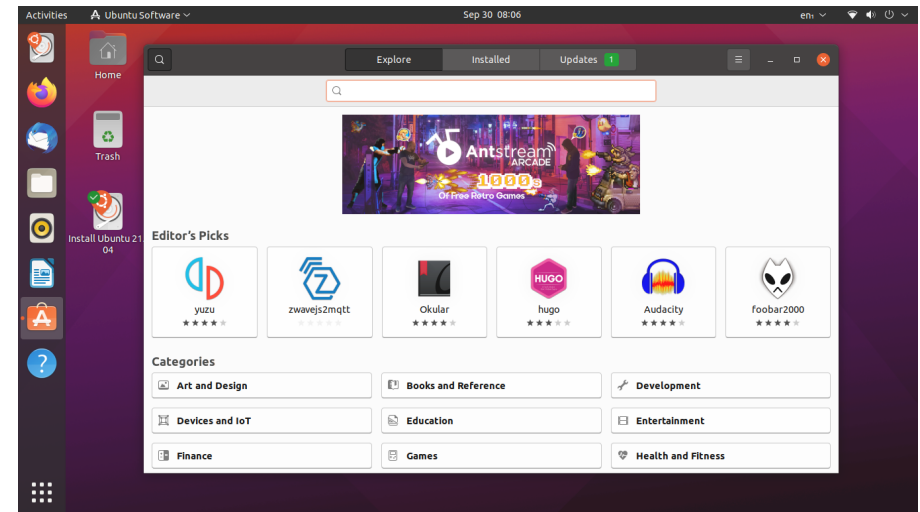 Activities
Ubuntu Software
Sep 30 08:06
en₁
Home
Trash
Install Ubuntu 21.
04
Explore
Installed
Updates 1
Antstream
ARCADE
1000s
Of Free Retro Games
Editor's Picks
yuzu
zwavejs2mqtt
Okular
HUGO
hugo
Audacity
foobar2000
Categories
Art and Design
Books and Reference
Development
Devices and IoT
Education
Entertainment
Finance
Games
Health and Fitness